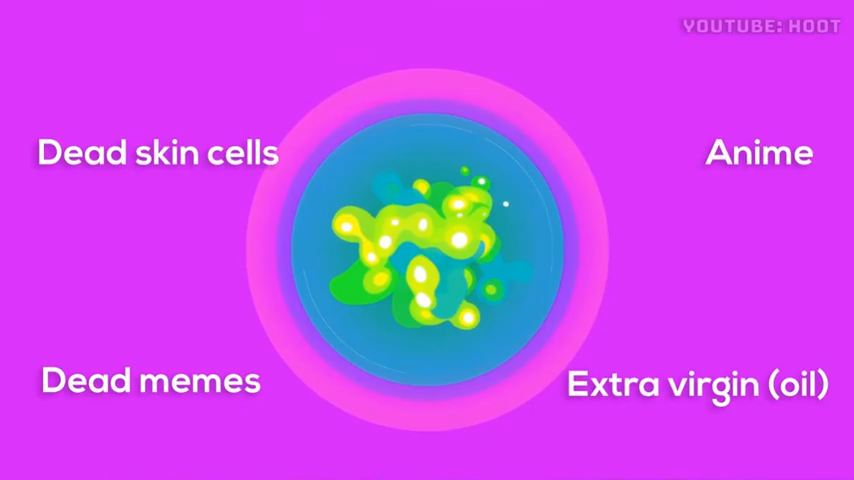 YOUTUBE: HOOT
Dead skin cells
Anime
Dead memes
Extra virgin (oil)